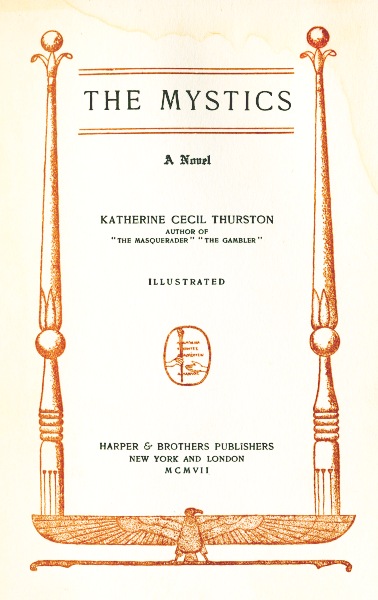 THE MYSTICS
A Novel
KATHERINE CECIL THURSTON
AUTHOR OF
"THE MASQUERADER" "THE GAMBLER"
ILLUSTRATED
HARPER & BROTHERS PUBLISHERS
NEW YORK AND LONDON
MCMVII